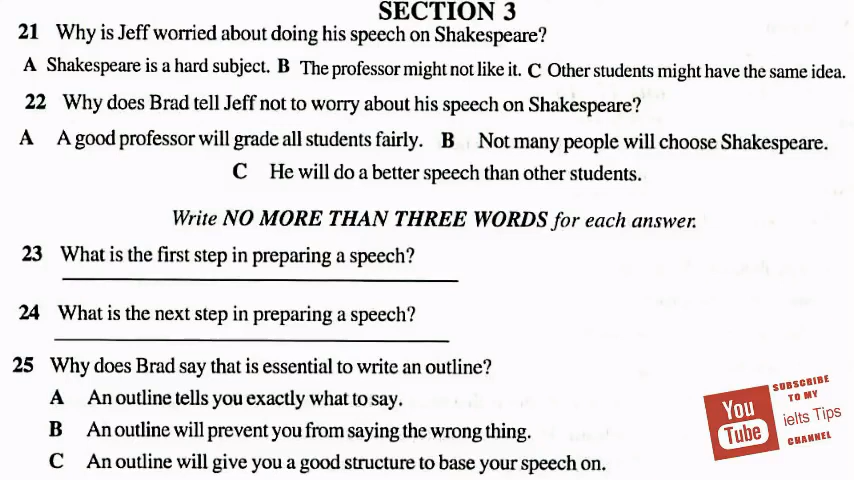 SECTION 3
21 Why is Jeff worried about doing his speech on Shakespeare?
A Shakespeare is a hard subject. B The professor might not like it. C Other students might have the same idea.
22 Why does Brad tell Jeff not to worry about his speech on Shakespeare?
A A good professor will grade all students fairly. B Not many people will choose Shakespeare.
C He will do a better speech than other students.
Write NO MORE THAN THREE WORDS for each answer.
23 What is the first step in preparing a speech?
24 What is the next step in preparing a speech?
25 Why does Brad say that is essential to write an outline?
A An outline tells you exactly what to say.
B An outline will prevent you from saying the wrong thing.
C An outline will give you a good structure to base your speech on.
You
Tube
SUBSCRIBE
TO MY
ielts Tips
CHANNEL